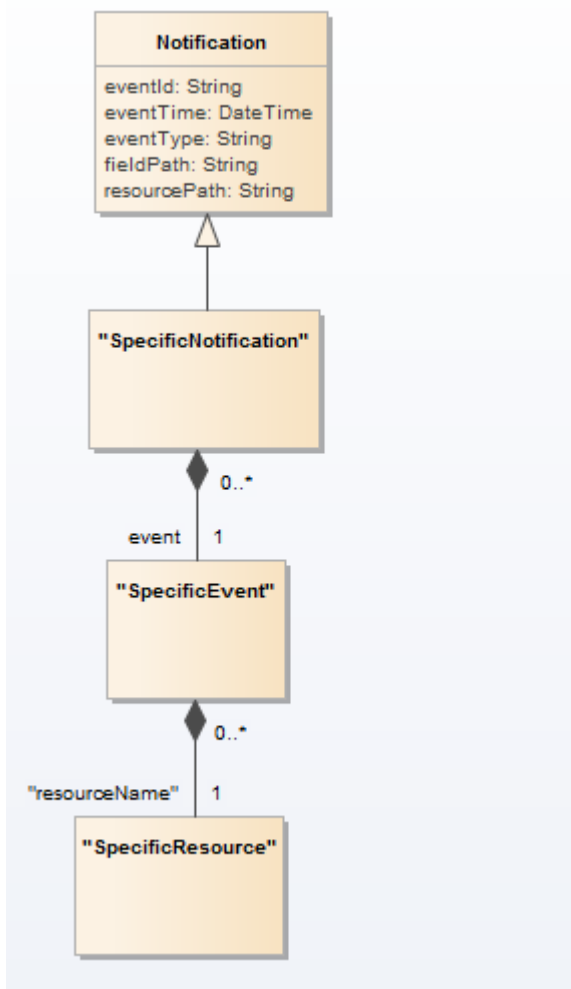 Notification
eventId: String
eventTime: DateTime
eventType: String
fieldPath: String
resourcePath: String
"SpecificNotification"
0..*
event 1
"SpecificEvent"
0..*
"resourceName" 1
"SpecificResource"